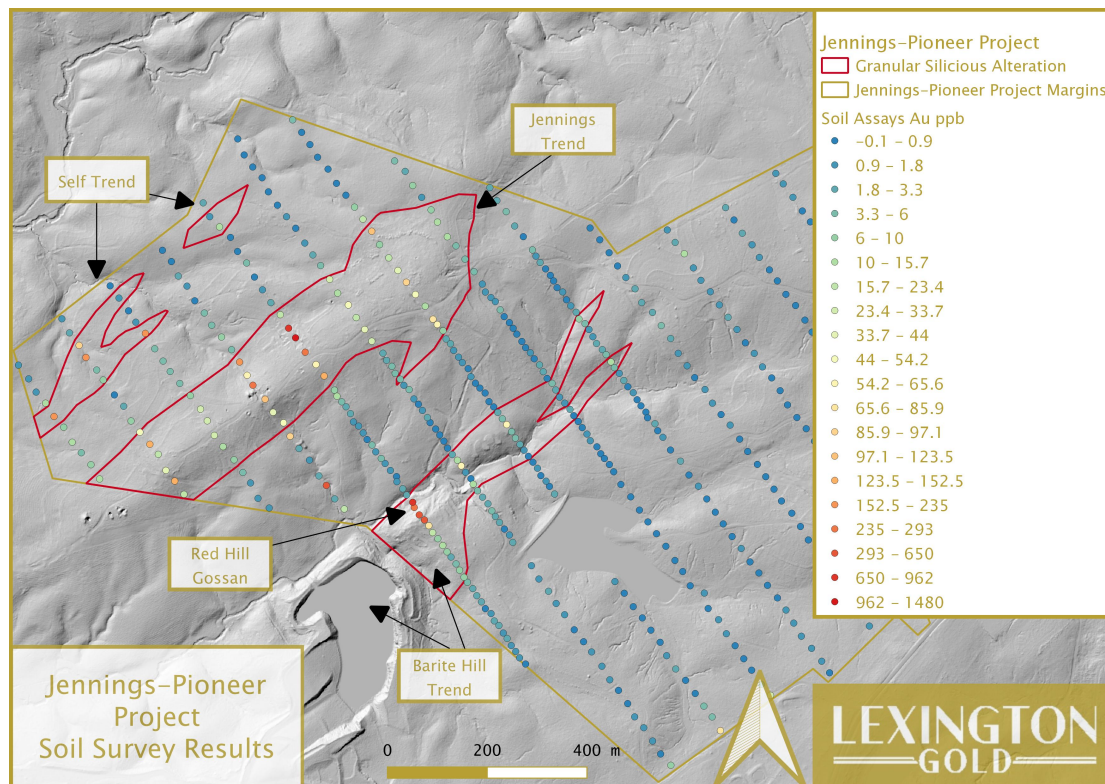 Jennings-Pioneer Project
Granular Silicious Alteration
Jennings-Pioneer Project Margins
Soil Assays Au ppb
-0.1 – 0.9
0.9 – 1.8
1.8 – 3.3
3.3 – 6
6 – 10
10 – 15.7
15.7 – 23.4
23.4 – 33.7
33.7 – 44
44 – 54.2
54.2 – 65.6
65.6 – 85.9
85.9 – 97.1
97.1 – 123.5
123.5 – 152.5
152.5 – 235
235 – 293
293 – 650
650 – 962
962 – 1480
Jennings
Trend
Self Trend
Red Hill
Gossan
Barite Hill
Trend
Jennings-Pioneer
Project
Soil Survey Results
0 200 400 m
LEXINGTON
GOLD